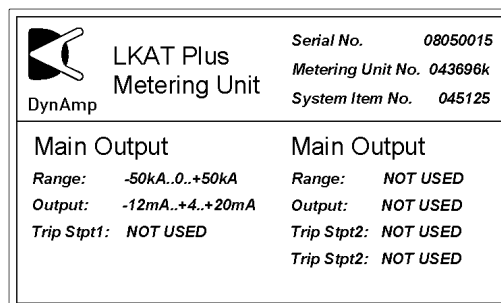 LKAT Plus
Metering Unit
DynAmp
Serial No. 08050015
Metering Unit No. 043696k
System Item No. 045125
Main Output
Range: -50kA..0..+50kA
Output: -12mA..+4..+20mA
Trip Stpt1: NOT USED
Main Output
Range: NOT USED
Output: NOT USED
Trip Stpt2: NOT USED
Trip Stpt2: NOT USED